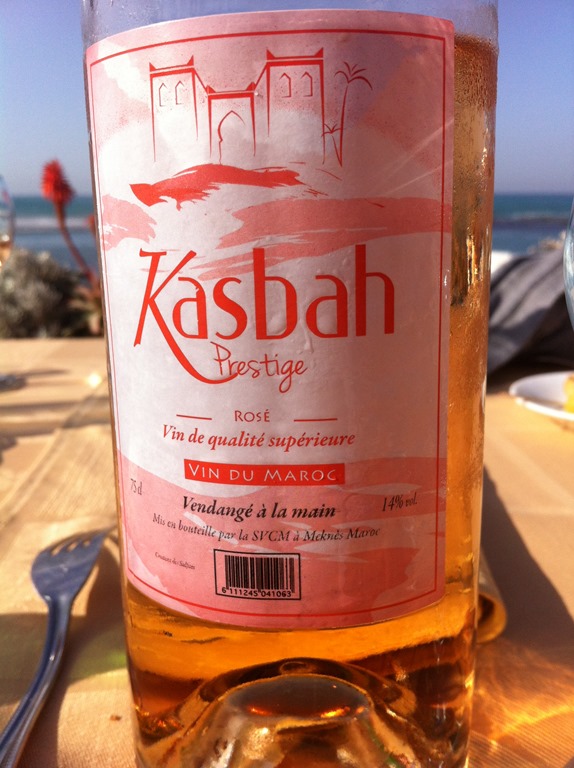 Kasbah
Prestige
ROSÉ
Vin de qualité supérieure
VIN DU MAROC
75cl
Vendangé à la main
14% vol.
Mis en bouteille par la SVCM à Meknès Maroc
6 111245 041063